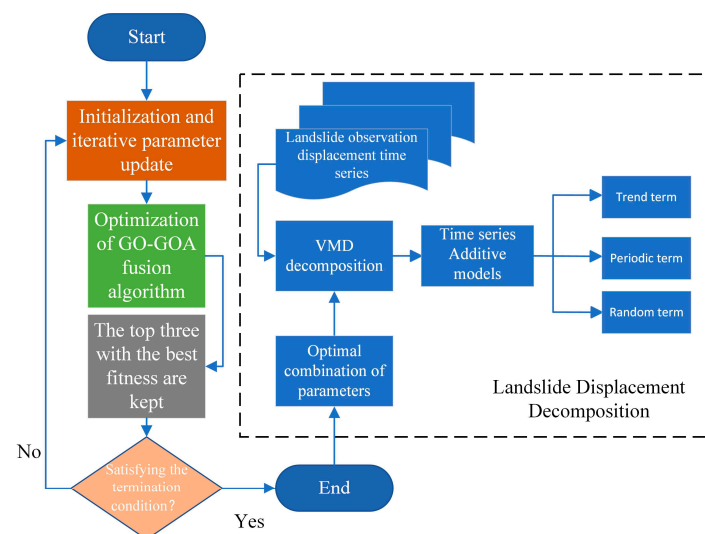 Start
Initialization and
iterative parameter
update
Optimization
of GO-GOA
fusion
algorithm
The top three
with the best
fitness are
kept
No
Satisfying the
termination
condition?
Yes
End
Landslide observation
displacement time
series
VMD
decomposition
Time series
Additive
models
Trend term
Periodic term
Random term
Optimal
combination of
parameters
Landslide Displacement
Decomposition